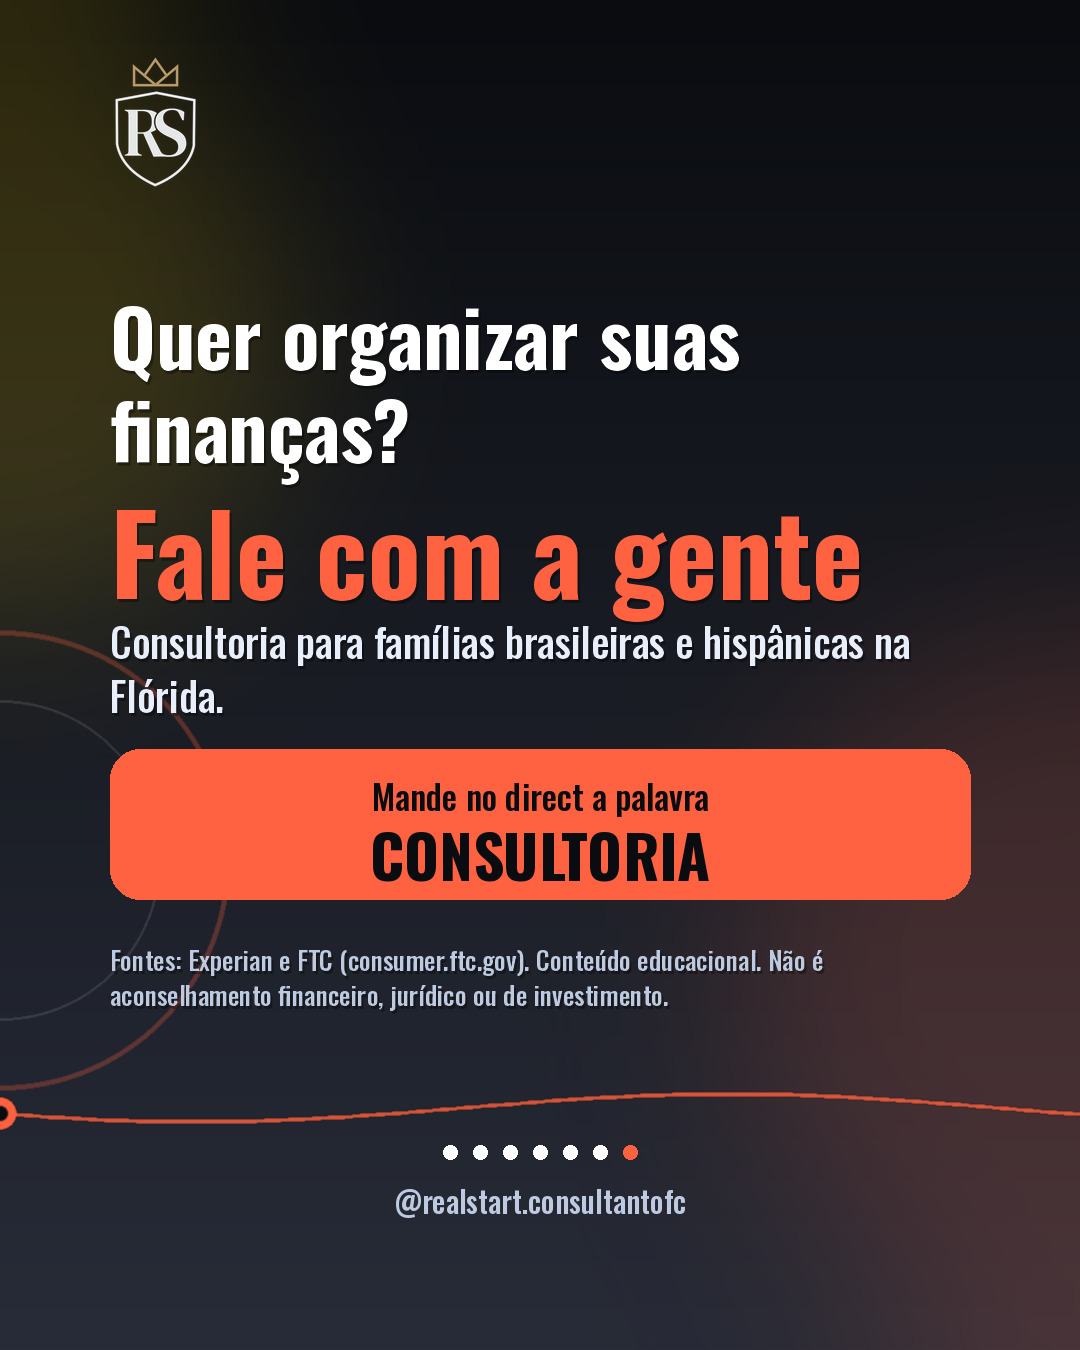 RS
Quer organizar suas
finanças?
Fale com a gente
Consultoria para famílias brasileiras e hispânicas na
Flórida.
Mande no direct a palavra
CONSULTORIA
Fontes: Experian e FTC (consumer.ftc.gov). Conteúdo educacional. Não é
aconselhamento financeiro, jurídico ou de investimento.
@realstart.consultantofc